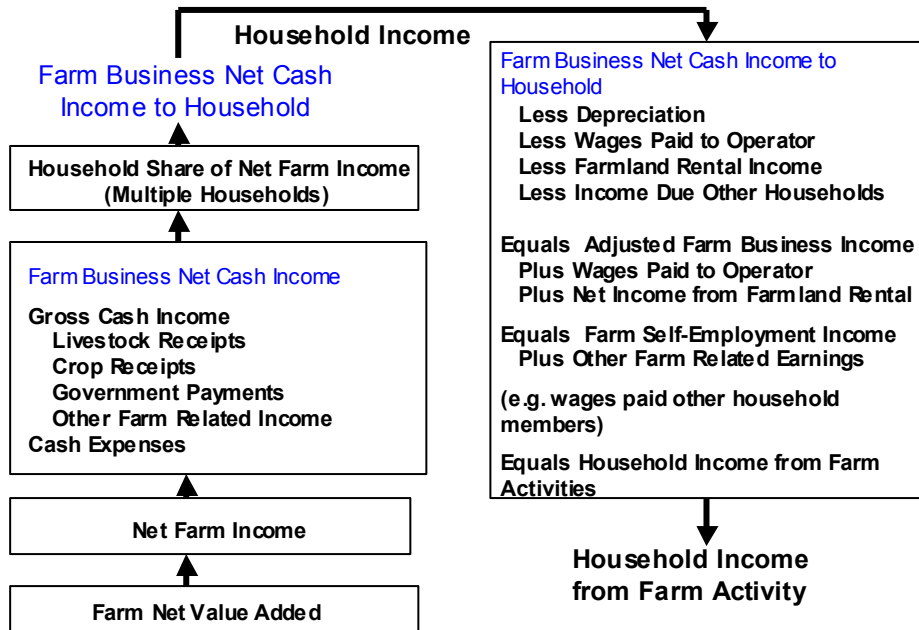 Household Income
Farm Business Net Cash
Income to Household
Household Share of Net Farm Income
(Multiple Households)
Farm Business Net Cash Income
Gross Cash Income
Livestock Receipts
Crop Receipts
Government Payments
Other Farm Related Income
Cash Expenses
Net Farm Income
Farm Net Value Added
Farm Business Net Cash Income to
Household
Less Depreciation
Less Wages Paid to Operator
Less Farmland Rental Income
Less Income Due Other Households
Equals Adjusted Farm Business Income
Plus Wages Paid to Operator
Plus Net Income from Farmland Rental
Equals Farm Self-Employment Income
Plus Other Farm Related Earnings
(e.g. wages paid other household
members)
Equals Household Income from Farm
Activities
Household Income
from Farm Activity